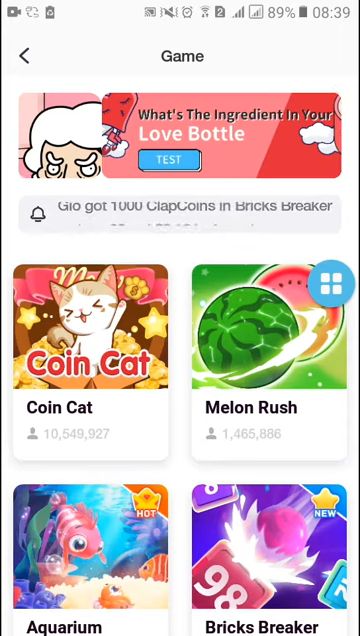 2 89% 08:39
Game
What's The Ingredient In Your
Love Bottle
TEST
Gio got 1000 ClapCoins in Bricks Breaker
Coin Cat
Coin Cat
10,549,927
Melon Rush
1,465,886
HOT
Aquarium
98
NEW
Bricks Breaker